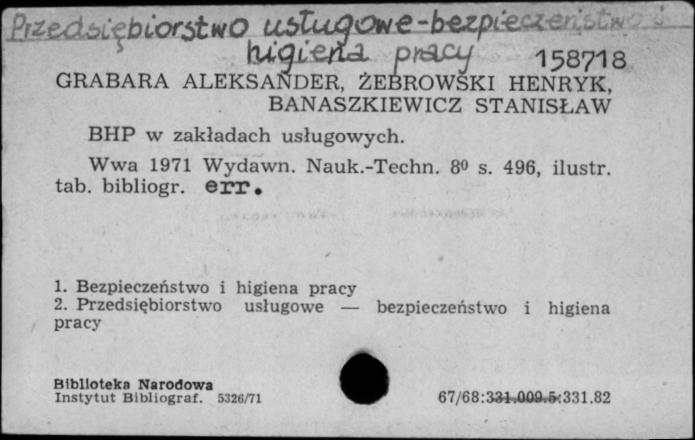 Przedsiębiorstwo usługowe-bezpieczeństwo i
higiena pracy 158718
GRABARA ALEKSANDER, ŻEBROWSKI HENRYK,
BANASZKIEWICZ STANISŁAW
BHP w zakładach usługowych.
Wwa 1971 Wydawn. Nauk.-Techn. 8⁰ s. 496, ilustr.
tab. bibliogr. err.
1. Bezpieczeństwo i higiena pracy
2. Przedsiębiorstwo usługowe — bezpieczeństwo i higiena
pracy
Biblioteka Narodowa
Instytut Bibliograf. 5326/71 67/68:331.009.5:331.82